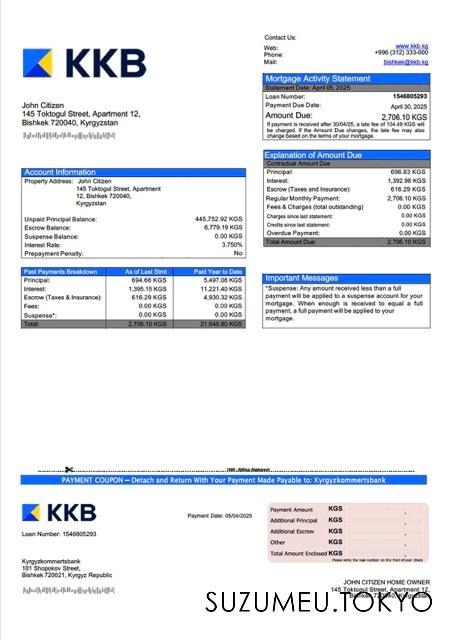 KKB
John Citizen
145 Toktogul Street, Apartment 12,
Bishkek 720040, Kyrgyzstan
Contact Us:
Web: www.kkb.kg
Phone: +996 (312) 333-000
Mail: bishkek@kkb.kg
Mortgage Activity Statement
Statement Date: April 05, 2025
Loan Number: 1546805293
Payment Due Date: April 30, 2025
Amount Due: 2,706.10 KGS
If payment is received after 30/04/25, a late fee of 104.49 KGS will
be charged. If the Amount Due changes, the late fee may also
change based on the terms of your mortgage.
Account Information
Property Address: John Citizen
145 Toktogul Street, Apartment
12, Bishkek 720040,
Kyrgyzstan
Unpaid Principal Balance: 445,752.92 KGS
Escrow Balance: 6,779.19 KGS
Suspense Balance: 0.00 KGS
Interest Rate: 3.750%
Prepayment Penalty: No
Explanation of Amount Due
Contractual Amount Due
Principal: 696.83 KGS
Interest: 1,392.98 KGS
Escrow (Taxes and Insurance): 616.29 KGS
Regular Monthly Payment: 2,706.10 KGS
Fees & Charges (total outstanding) 0.00 KGS
Charges since last statement: 0.00 KGS
Credits since last statement: 0.00 KGS
Overdue Payment: 0.00 KGS
Total Amount Due: 2,706.10 KGS
Past Payments Breakdown As of Last Stmt Paid Year to Date
Principal: 694.66 KGS 5,497.08 KGS
Interest: 1,395.15 KGS 11,221.40 KGS
Escrow (Taxes & Insurance): 616.29 KGS 4,930.32 KGS
Fees: 0.00 KGS 0.00 KGS
Suspense*: 0.00 KGS 0.00 KGS
Total: 2,706.10 KGS 21,648.80 KGS
Important Messages
*Suspense: Any amount received less than a full
payment will be applied to a suspense account for your
mortgage. When enough is received to equal a full
payment, a full payment will be applied to your
mortgage.
PAYMENT COUPON — Detach and Return With Your Payment Made Payable to: Kyrgyzkommertsbank
KKB
Loan Number: 1546805293
Payment Date: 05/04/2025
Payment Amount KGS
Additional Principal KGS
Additional Escrow KGS
Other KGS
Total Amount Enclosed KGS
Please write the loan number on the front of your check
Kyrgyzkommertsbank
101 Shopokov Street,
Bishkek 720021, Kyrgyz Republic
JOHN CITIZEN HOME OWNER
145 Toktogul Street, Apartment 12,
Bishkek 720040, Kyrgyzstan
SUZUMEU.TOKYO